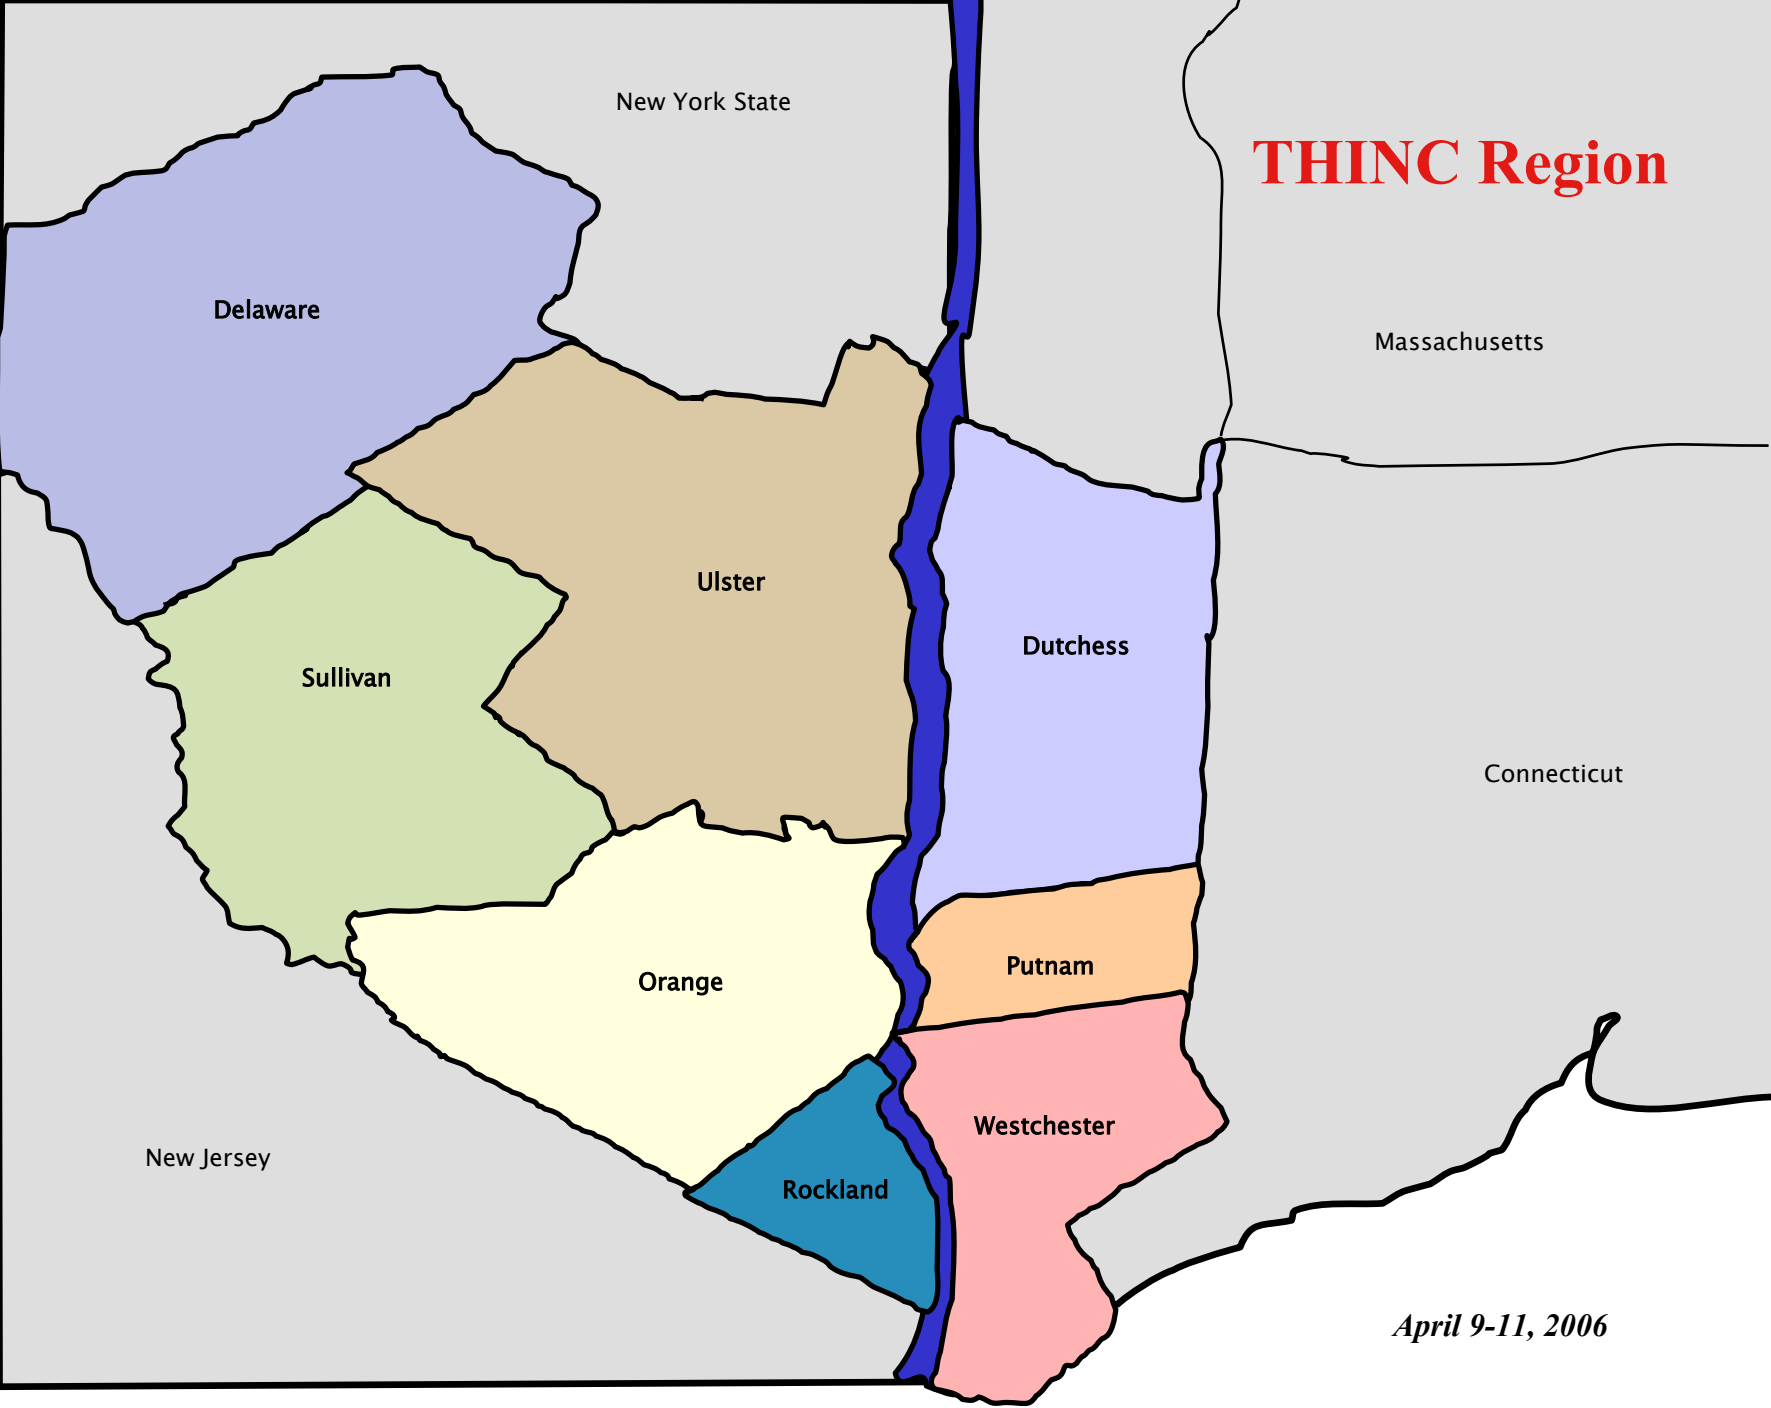 New York State
THINC Region
Delaware
Massachusetts
Ulster
Dutchess
Sullivan
Connecticut
Putnam
Orange
Westchester
New Jersey
Rockland
April 9-11, 2006